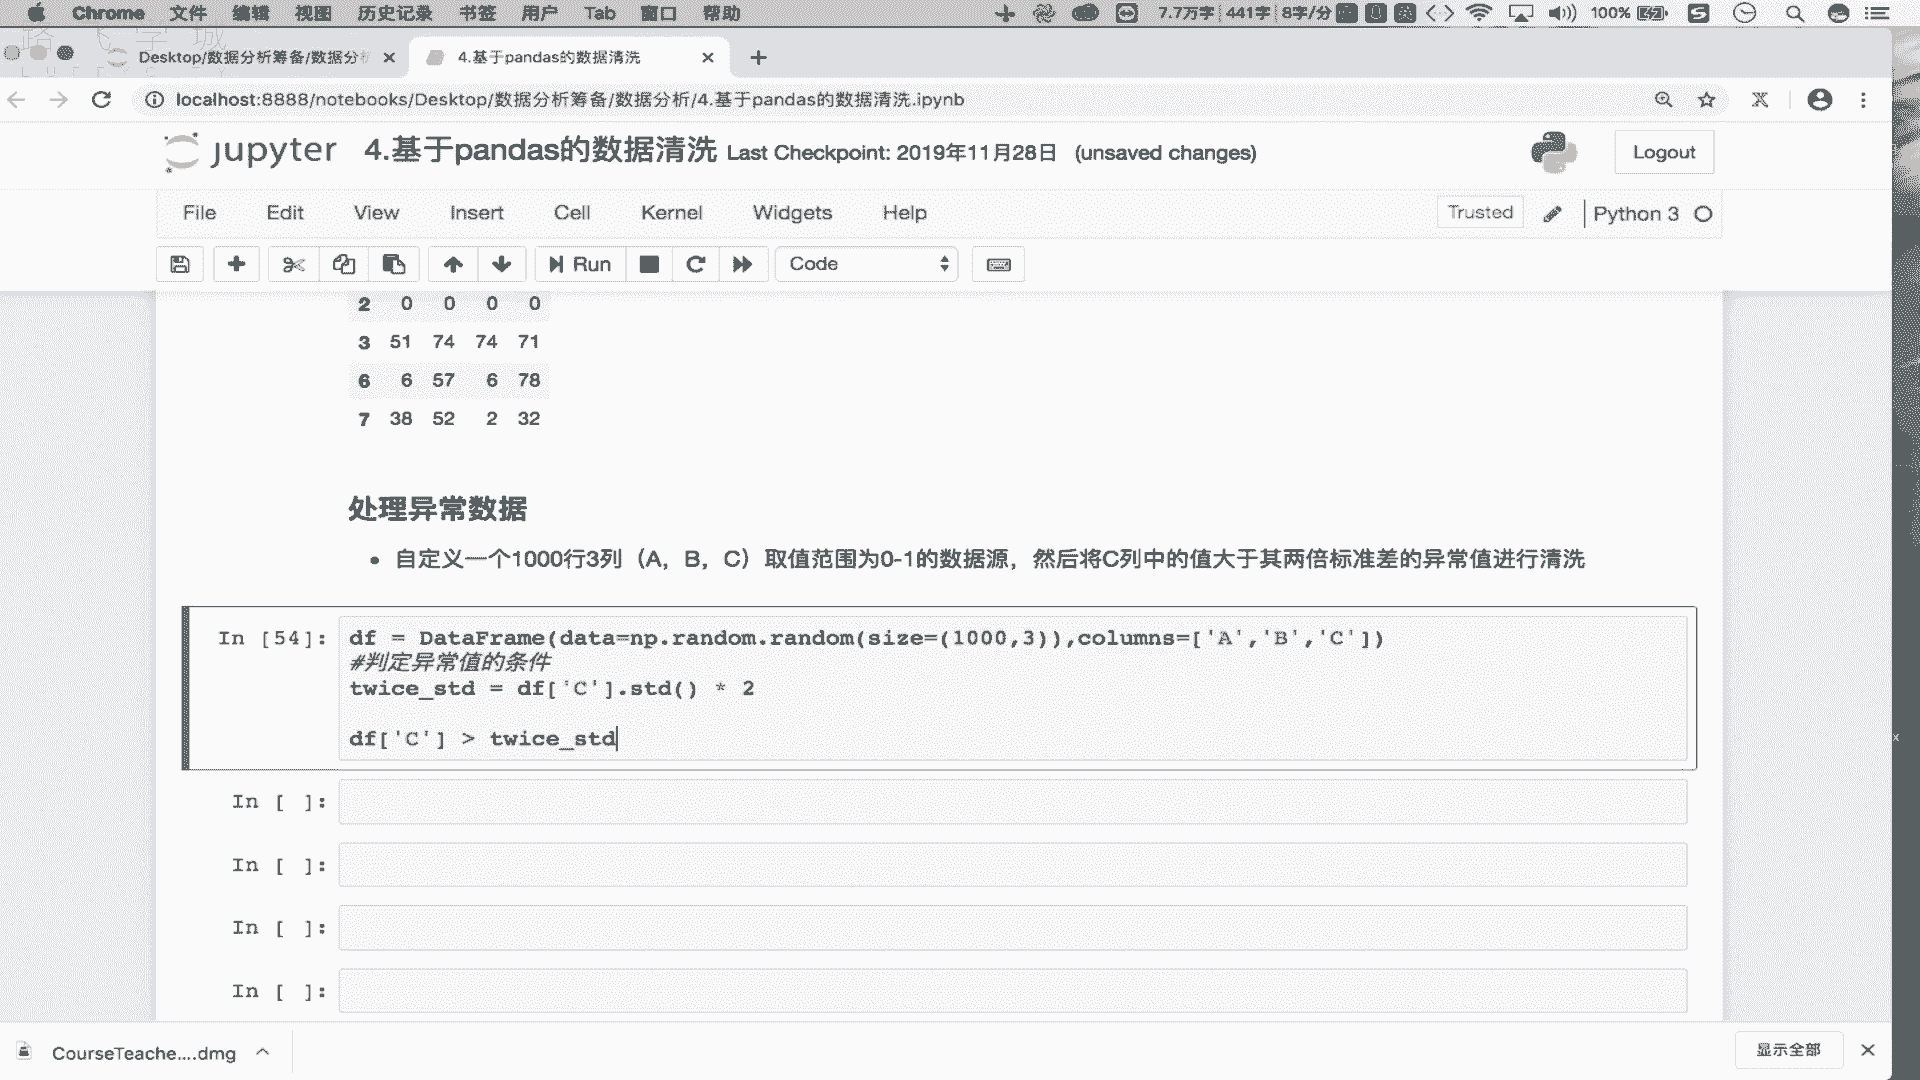 Chrome 文件 编辑 视图 历史记录 书签 用户 Tab 窗口 帮助 7.7万字 441字 8字/分 100%
Desktop/数据分析筹备/数据分 4.基于pandas的数据清洗
localhost:8888/notebooks/Desktop/数据分析筹备/数据分析/4.基于pandas的数据清洗.ipynb
jupyter 4.基于pandas的数据清洗 Last Checkpoint: 2019年11月28日 (unsaved changes) Logout
File Edit View Insert Cell Kernel Widgets Help Trusted Python 3
Run Code
2 0 0 0 0
3 51 74 74 71
6 6 57 6 78
7 38 52 2 32
处理异常数据
• 自定义一个1000行3列（A，B，C）取值范围为0-1的数据源，然后将C列中的值大于其两倍标准差的异常值进行清洗
In [54]: df = DataFrame(data=np.random.random(size=(1000,3)),columns=['A','B','C'])
#判定异常值的条件
twice_std = df['C'].std() * 2
df['C'] > twice_std
In [ ]:
In [ ]:
In [ ]:
In [ ]:
CourseTeache....dmg 显示全部